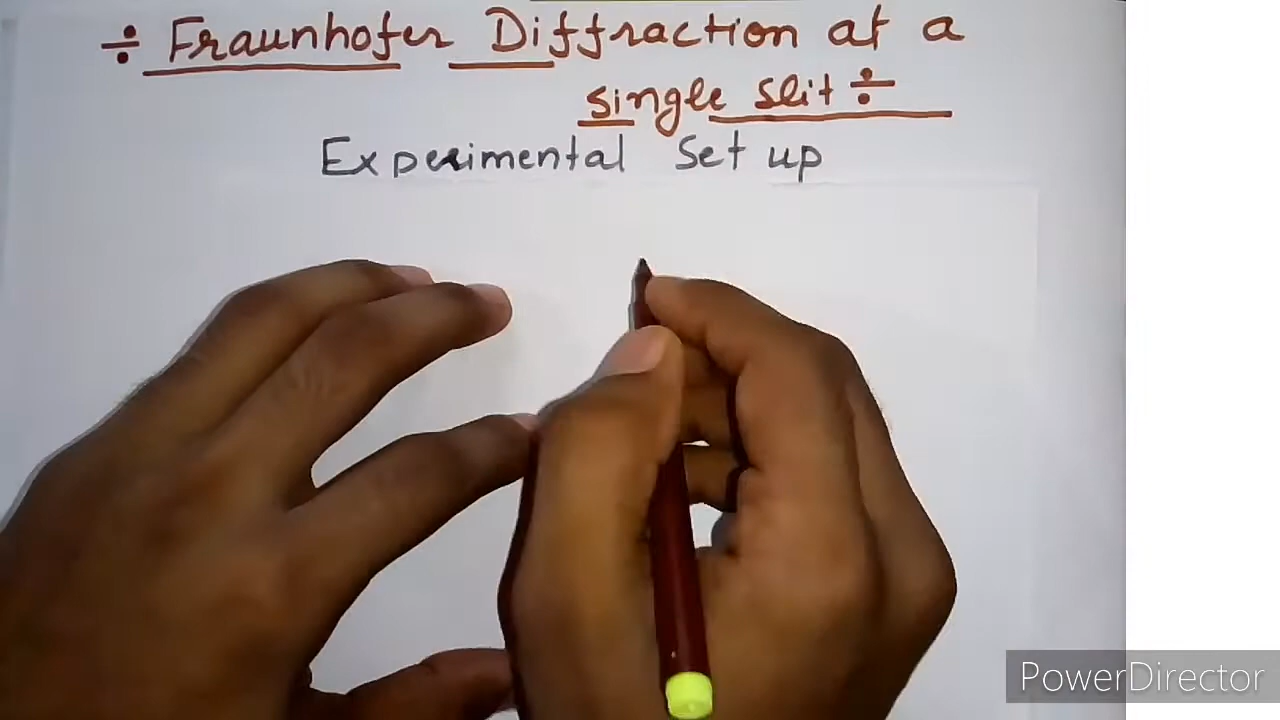 ÷ Fraunhofer Diffraction at a
single slit ÷
Experimental Set up
PowerDirector